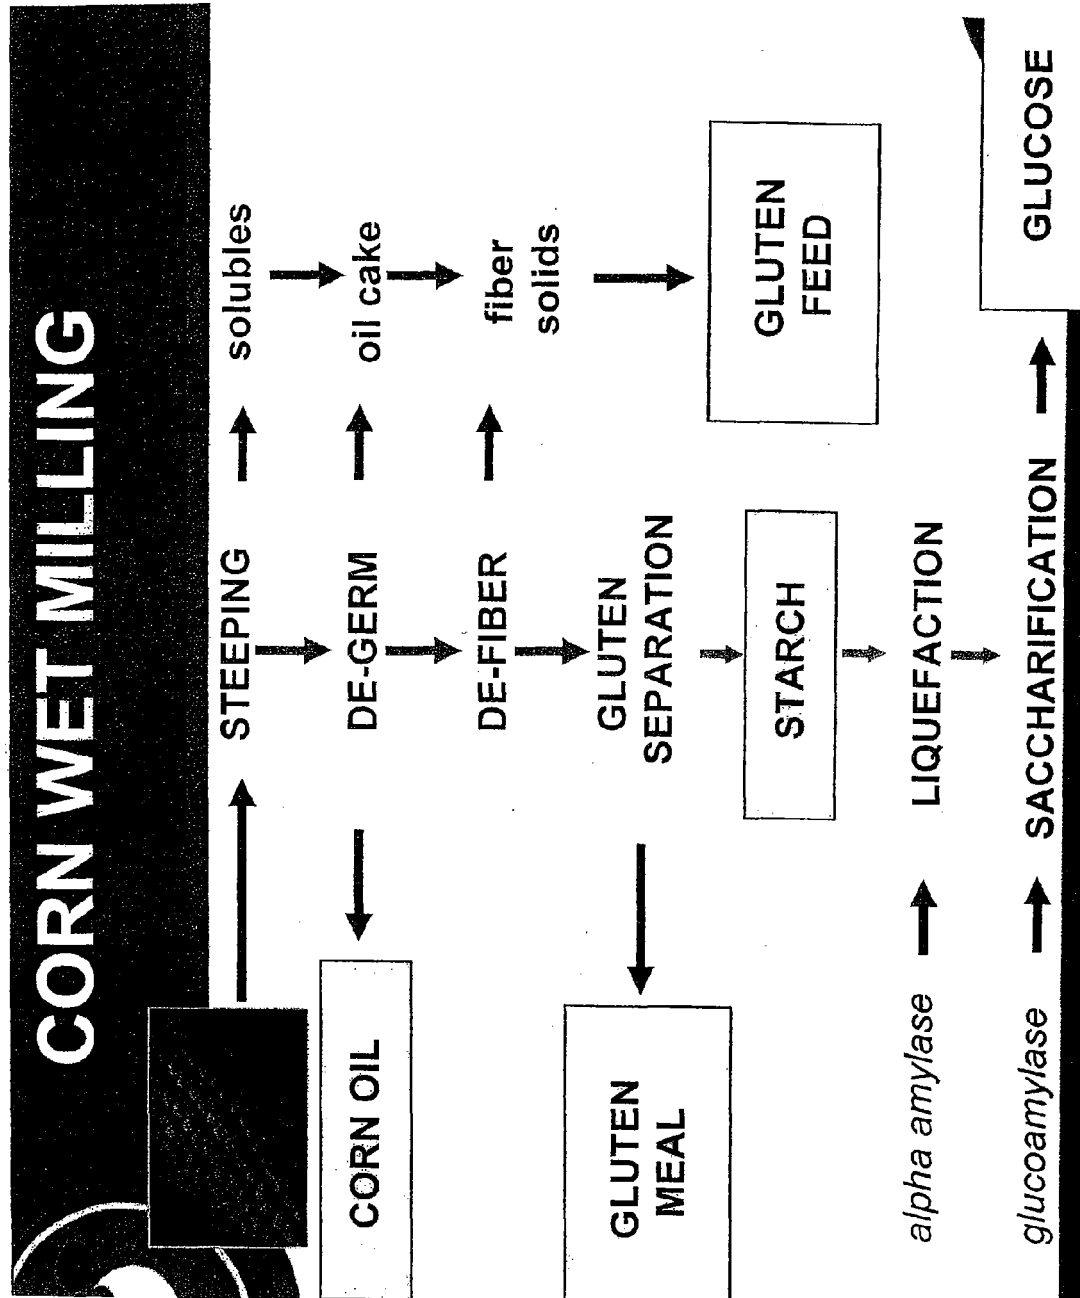 CORN WET MILLING
STEEPING
solubles
CORN OIL
DE-GERM
oil cake
DE-FIBER
fiber
solids
GLUTEN
MEAL
GLUTEN
SEPARATION
GLUTEN
FEED
STARCH
alpha amylase
LIQUEFACTION
glucoamylase
SACCHARIFICATION
GLUCOSE